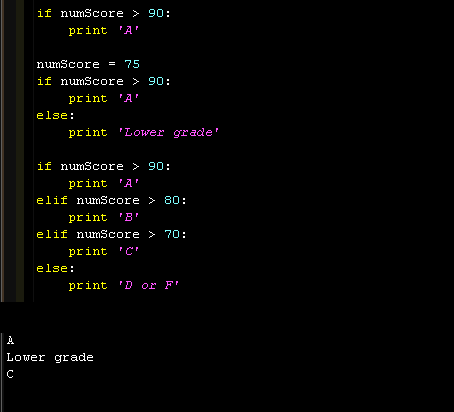 if numScore > 90:
    print 'A'

numScore = 75
if numScore > 90:
    print 'A'
else:
    print 'Lower grade'

if numScore > 90:
    print 'A'
elif numScore > 80:
    print 'B'
elif numScore > 70:
    print 'C'
else:
    print 'D or F'

A
Lower grade
C